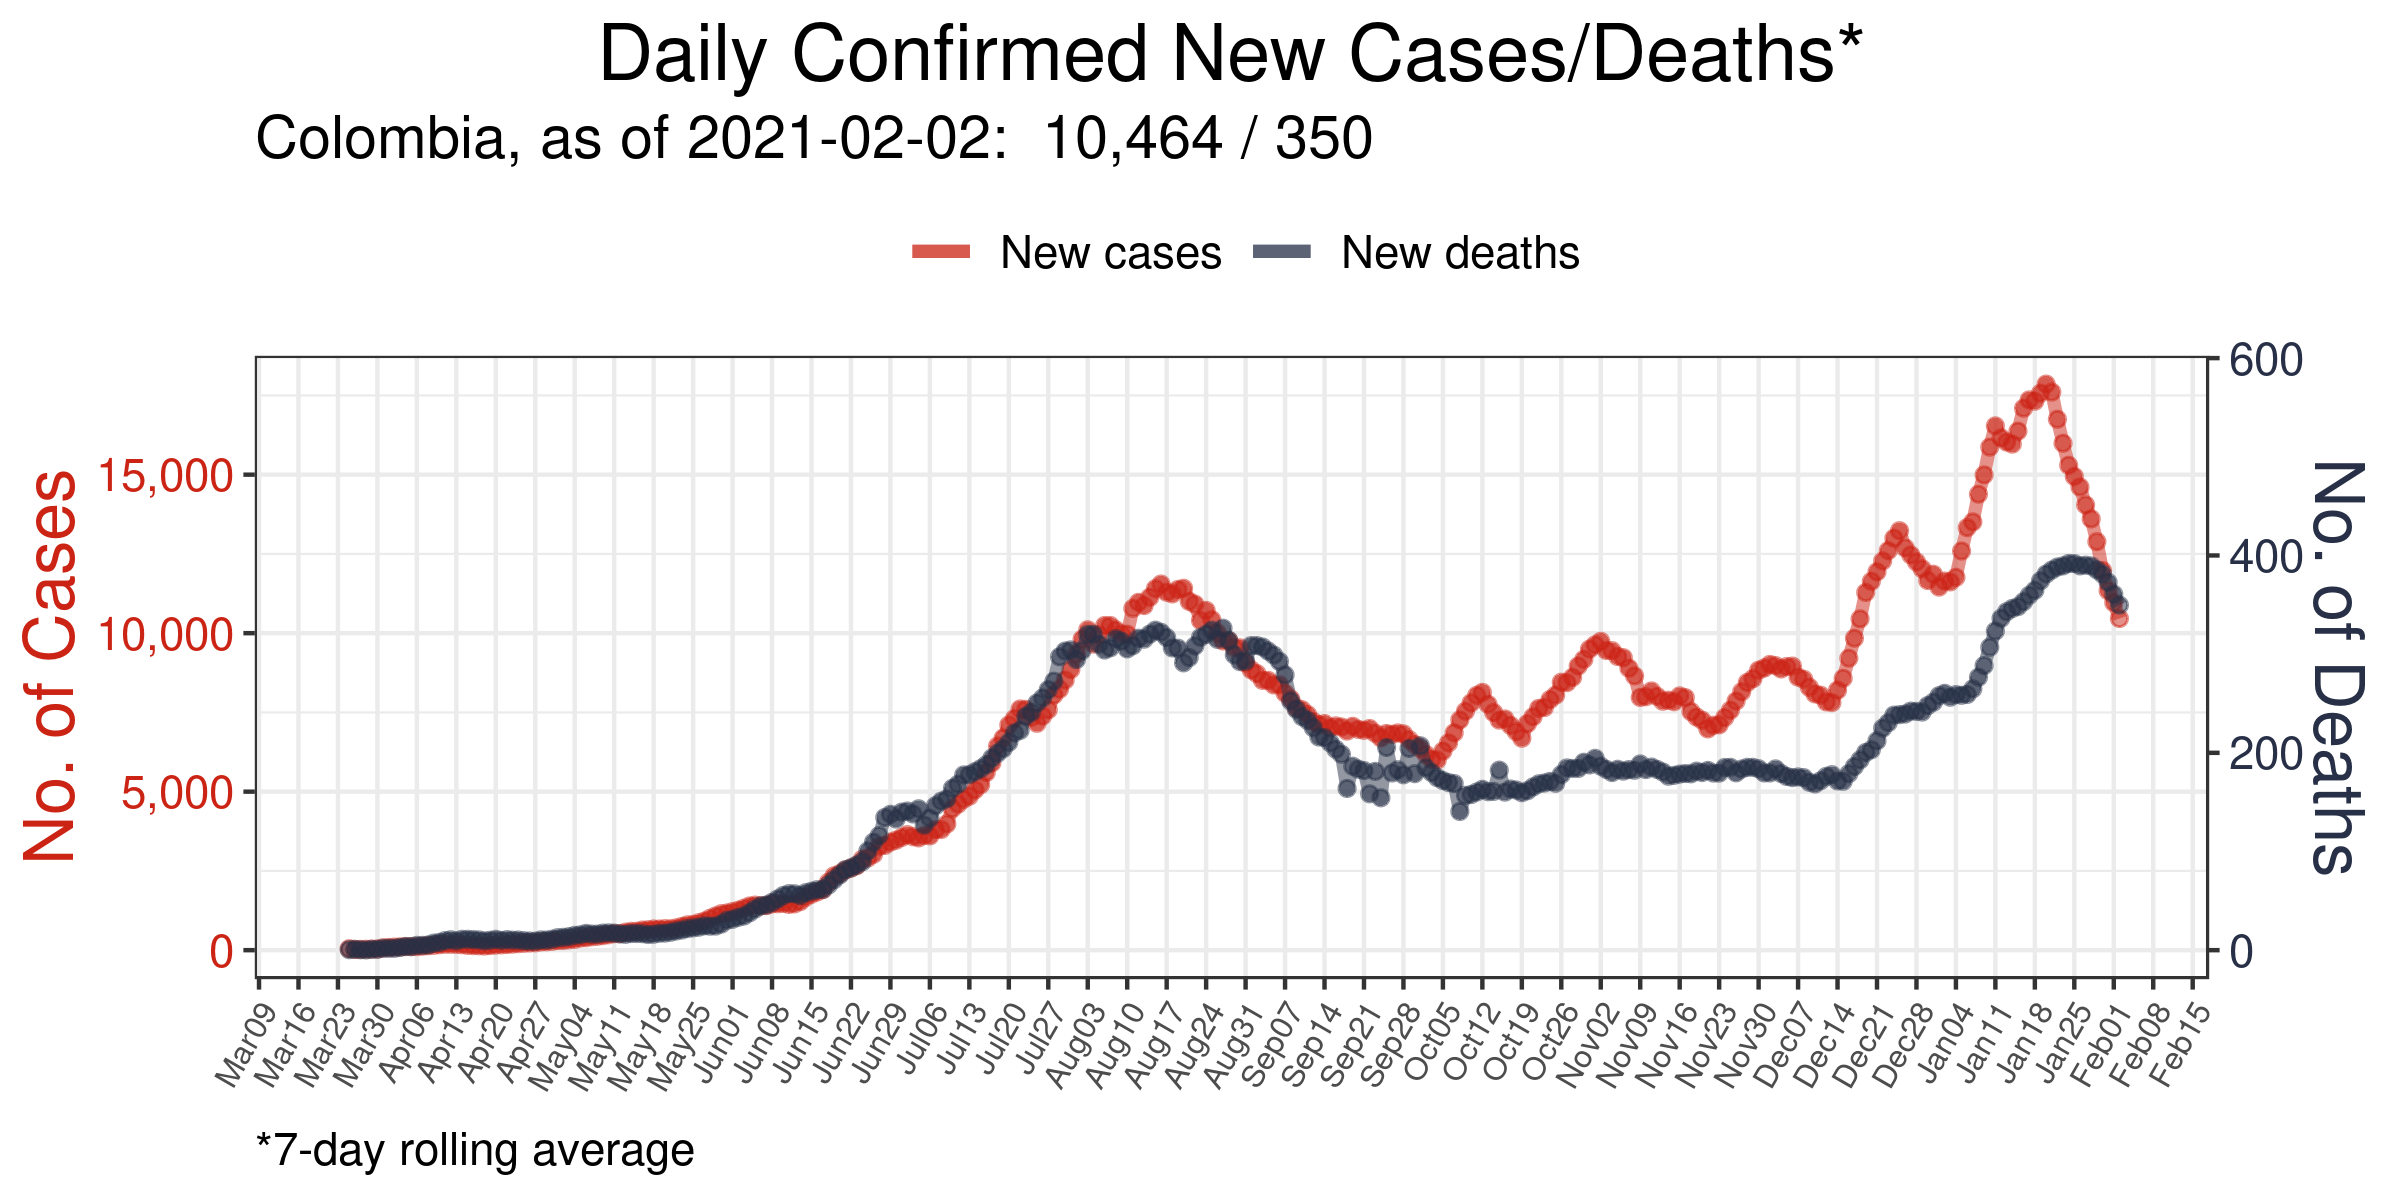 Daily Confirmed New Cases/Deaths*
Colombia, as of 2021-02-02:  10,464 / 350
New cases
New deaths
No. of Cases
15,000
10,000
5,000
0
600
400
200
0
No. of Deaths
Mar09
Mar16
Mar23
Mar30
Apr06
Apr13
Apr20
Apr27
May04
May11
May18
May25
Jun01
Jun08
Jun15
Jun22
Jun29
Jul06
Jul13
Jul20
Jul27
Aug03
Aug10
Aug17
Aug24
Aug31
Sep07
Sep14
Sep21
Sep28
Oct05
Oct12
Oct19
Oct26
Nov02
Nov09
Nov16
Nov23
Nov30
Dec07
Dec14
Dec21
Dec28
Jan04
Jan11
Jan18
Jan25
Feb01
Feb08
Feb15
*7-day rolling average